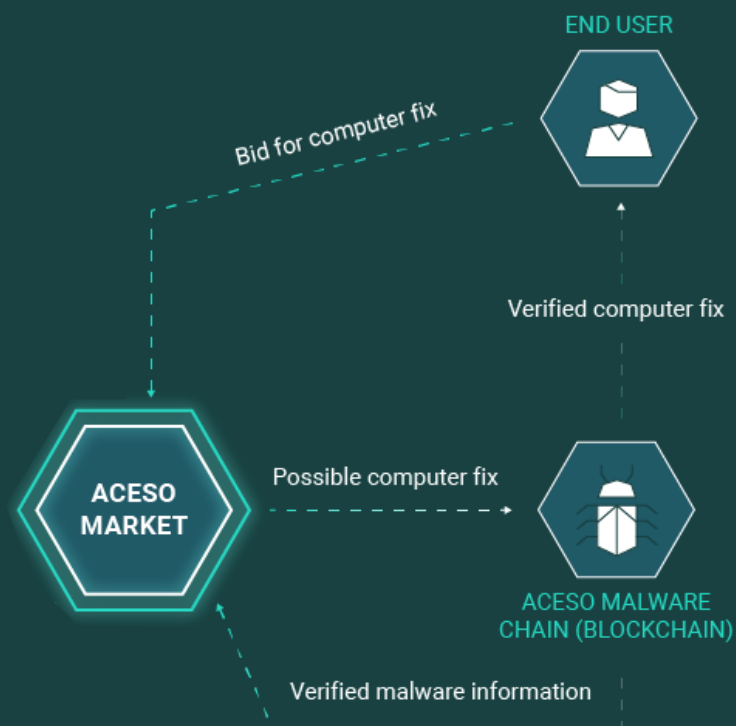 END USER
Bid for computer fix
Verified computer fix
ACESO
MARKET
Possible computer fix
ACESO MALWARE
CHAIN (BLOCKCHAIN)
Verified malware information